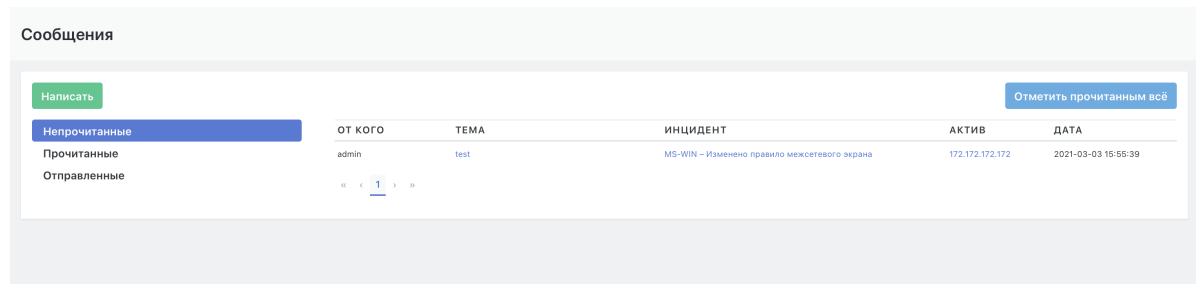 Сообщения
Написать
Отметить прочитанным всё
Непрочитанные
Прочитанные
Отправленные
ОТ КОГО ТЕМА ИНЦИДЕНТ АКТИВ ДАТА
admin test MS-WIN – Изменено правило межсетевого экрана 172.172.172.172 2021-03-03 15:55:39
« ‹ 1 › »